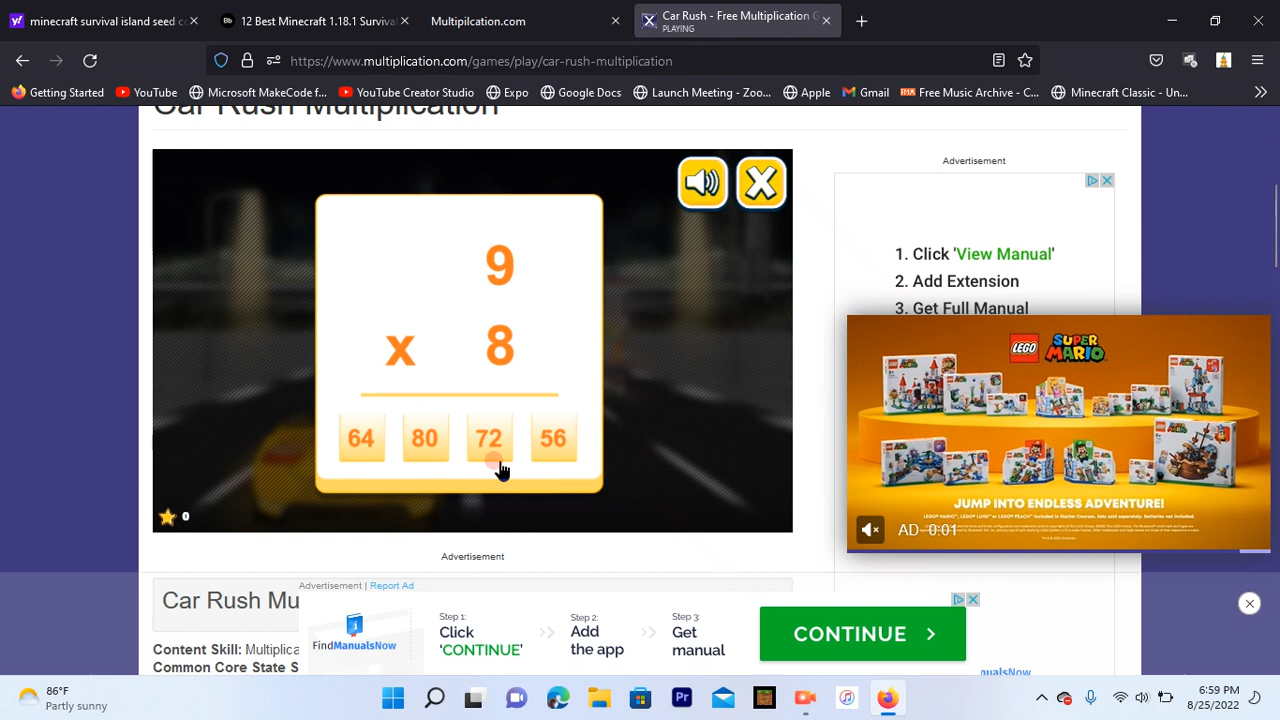 minecraft survival island seed c
12 Best Minecraft 1.18.1 Surviva
Multipilcation.com
Car Rush - Free Multiplication G
PLAYING
https://www.multiplication.com/games/play/car-rush-multiplication
Getting Started
YouTube
Microsoft MakeCode f...
YouTube Creator Studio
Expo
Google Docs
Launch Meeting - Zoo...
Apple
Gmail
Free Music Archive - C...
Minecraft Classic - Un...
Car Rush Multiplication
Advertisement
9
x 8
64 80 72 56
0
1. Click 'View Manual'
2. Add Extension
3. Get Full Manual
LEGO SUPER MARIO
JUMP INTO ENDLESS ADVENTURE!
AD - 0:01
Advertisement
Advertisement | Report Ad
Car Rush Mu
Content Skill: Multiplica
Common Core State S
FindManualsNow
Step 1:
Click
'CONTINUE'
Step 2:
Add
the app
Step 3:
Get
manual
CONTINUE
nualsNow
86°F
Partly sunny
Pr
6:59 PM
8/25/2022